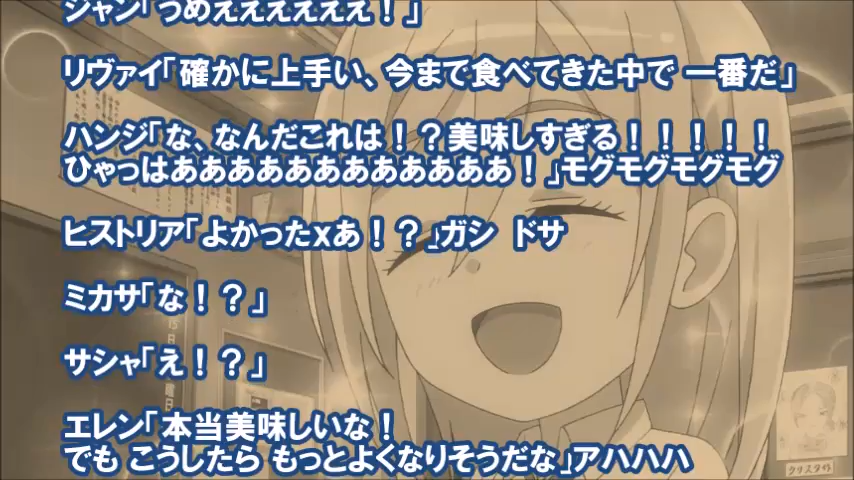 ジャン「うめえええええええ！」
リヴァイ「確かに上手い、今まで食べてきた中で 一番だ」
ハンジ「な、なんだこれは！？美味しすぎる！！！！！
ひゃっはああああああああああああ！」モグモグモグモグ
ヒストリア「よかったxあ！？」ガシ ドサ
ミカサ「な！？」
サシャ「え！？」
エレン「本当美味しいな！
でも こうしたら もっとよくなりそうだな」アハハハ
クリスタ作